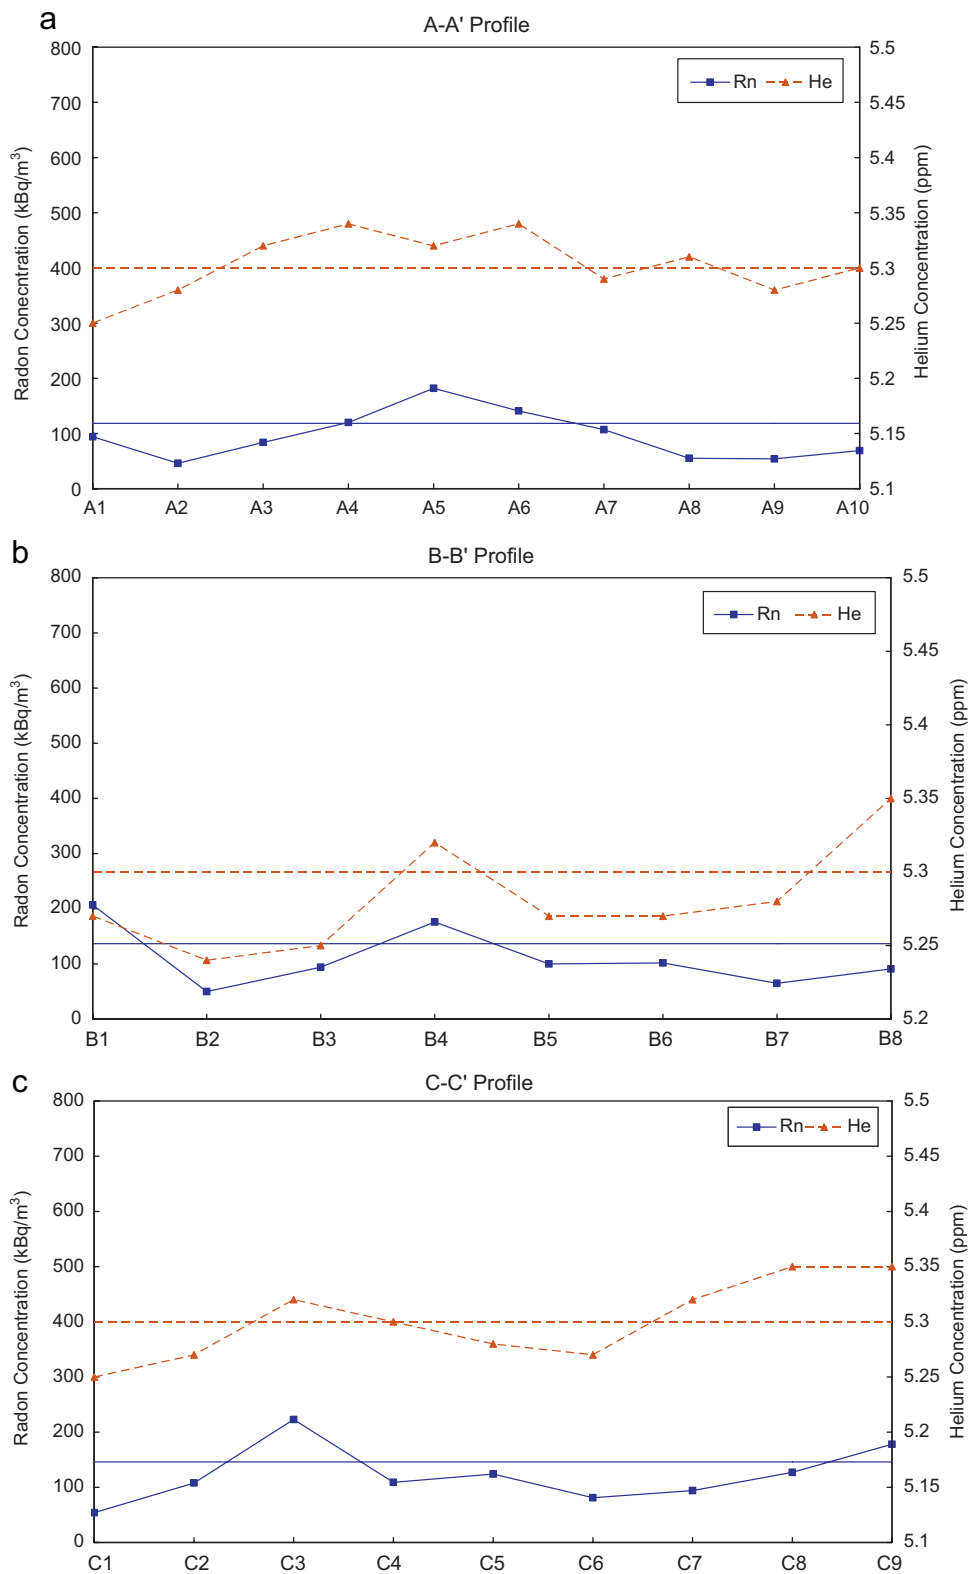 a
A-A' Profile
800
700
600
500
400
300
200
100
0
Radon Conecntration (kBq/m³)
5.5
5.45
5.4
5.35
5.3
5.25
5.2
5.15
5.1
Helium Concentration (ppm)
Rn He
A1 A2 A3 A4 A5 A6 A7 A8 A9 A10
b
B-B' Profile
800
700
600
500
400
300
200
100
0
Radon Concentration (kBq/m³)
5.5
5.45
5.4
5.35
5.3
5.25
5.2
Helium Concentration (ppm)
Rn He
B1 B2 B3 B4 B5 B6 B7 B8
c
C-C' Profile
800
700
600
500
400
300
200
100
0
Radon Concentration (kBq/m³)
5.5
5.45
5.4
5.35
5.3
5.25
5.2
5.15
5.1
Helium Concentration (ppm)
Rn He
C1 C2 C3 C4 C5 C6 C7 C8 C9